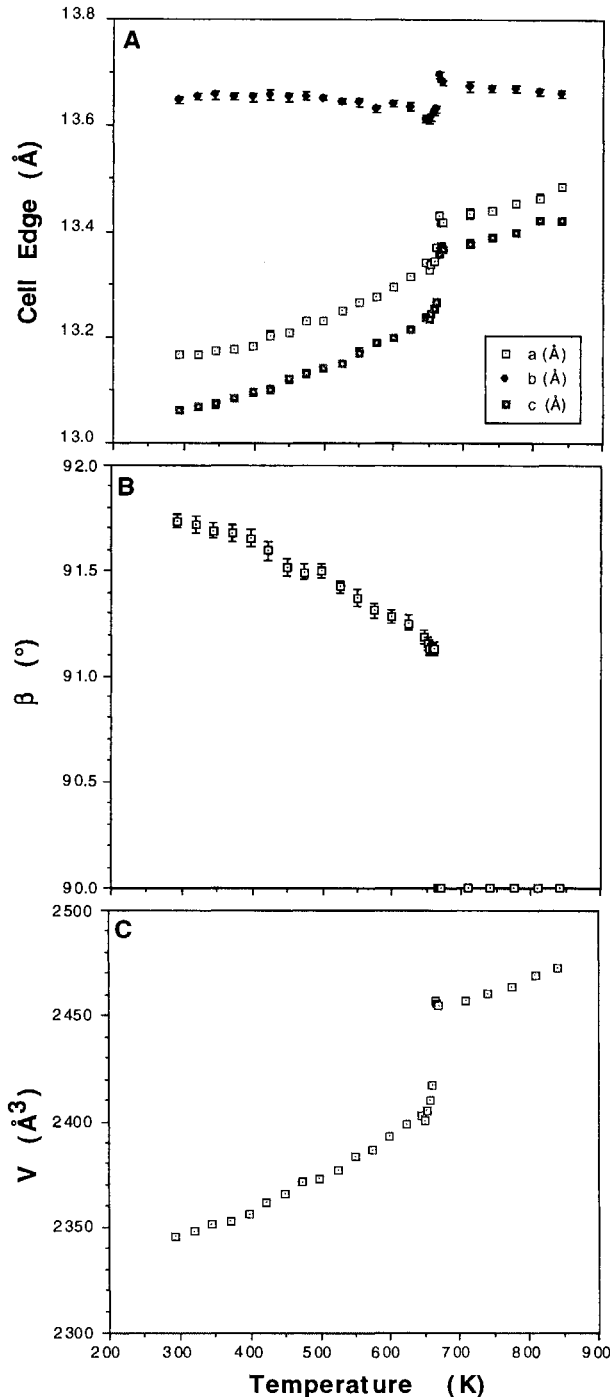 13.8
A
13.6
Cell Edge (Å)
13.4
13.2
a (Å)
b (Å)
c (Å)
13.0
92.0
B
91.5
β (°)
91.0
90.5
90.0
2500
C
2450
V (Å3)
2400
2350
2300
200 300 400 500 600 700 800 900
Temperature (K)